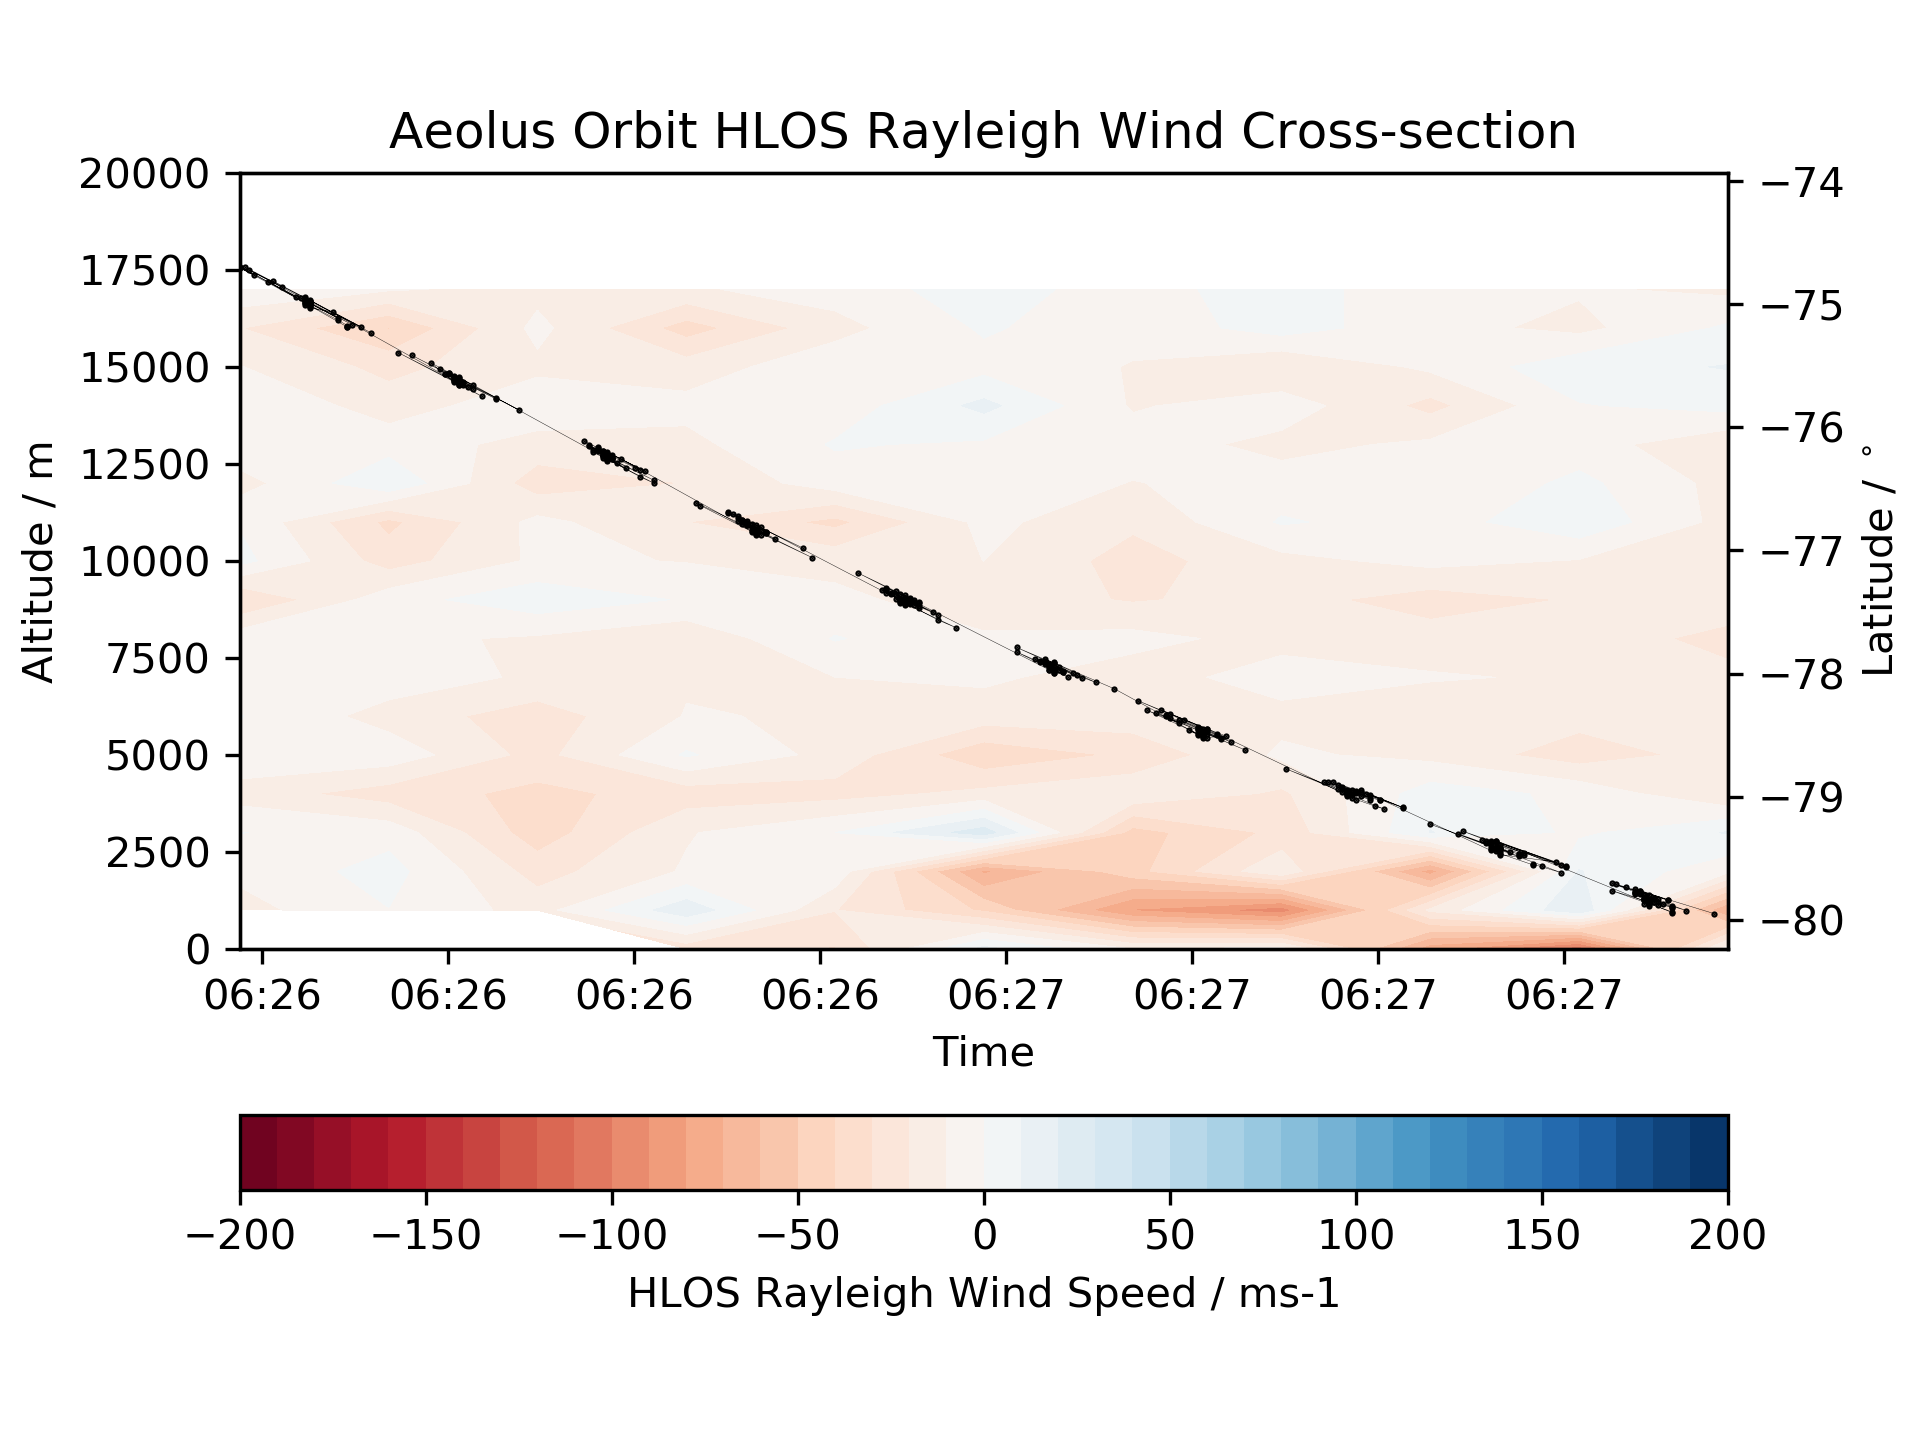 Aeolus Orbit HLOS Rayleigh Wind Cross-section
20000
17500
15000
12500
10000
7500
5000
2500
0
Altitude / m
−74
−75
−76
−77
−78
−79
−80
Latitude / °
06:26 06:26 06:26 06:26 06:27 06:27 06:27 06:27
Time
−200 −150 −100 −50 0 50 100 150 200
HLOS Rayleigh Wind Speed / ms-1